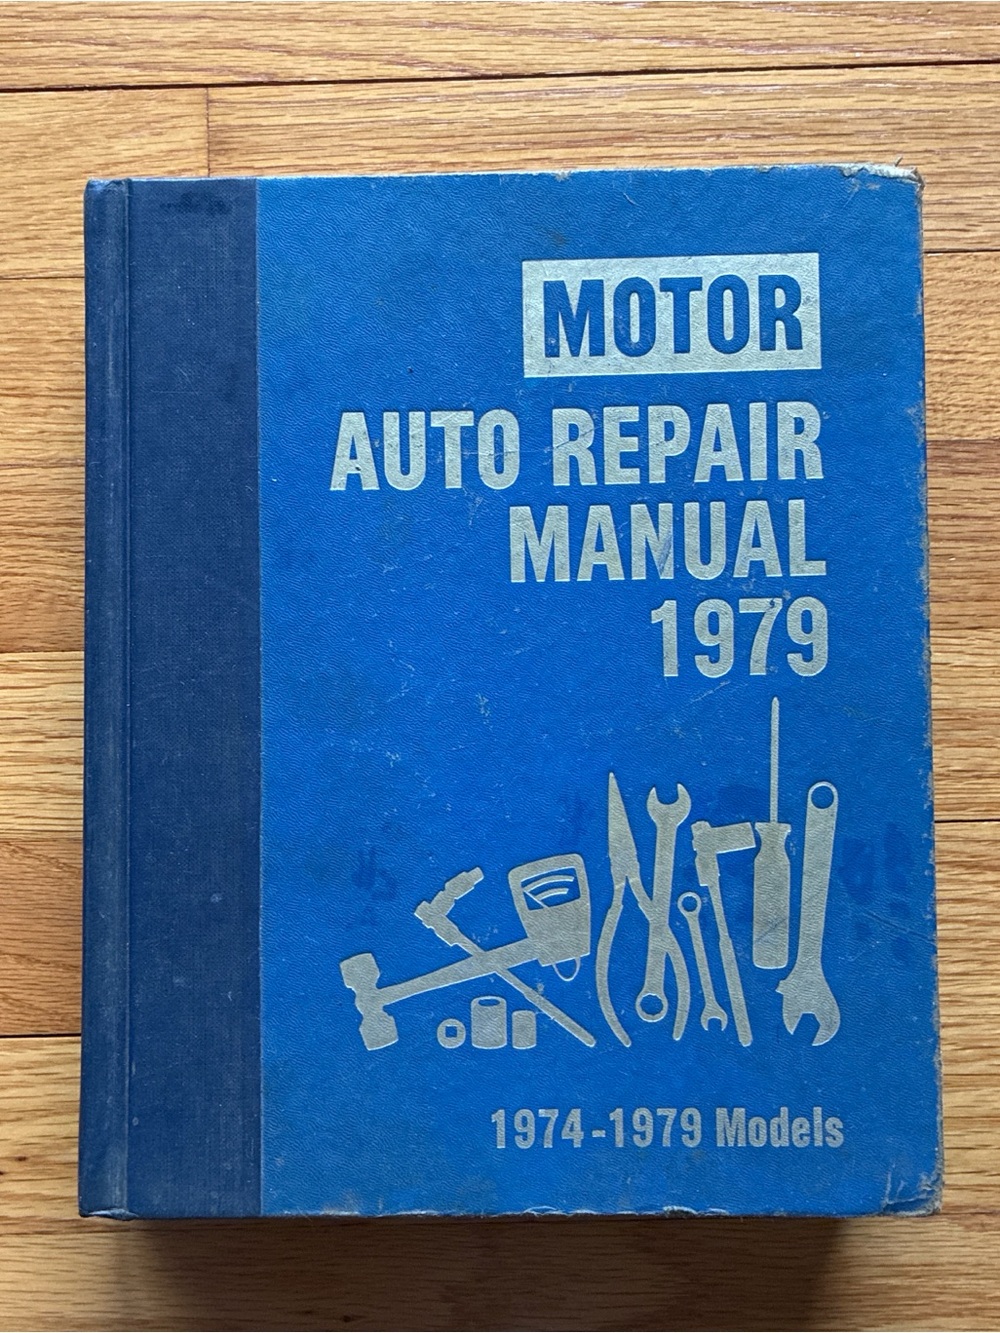 MOTOR
AUTO REPAIR
MANUAL
1979
1974-1979 Models